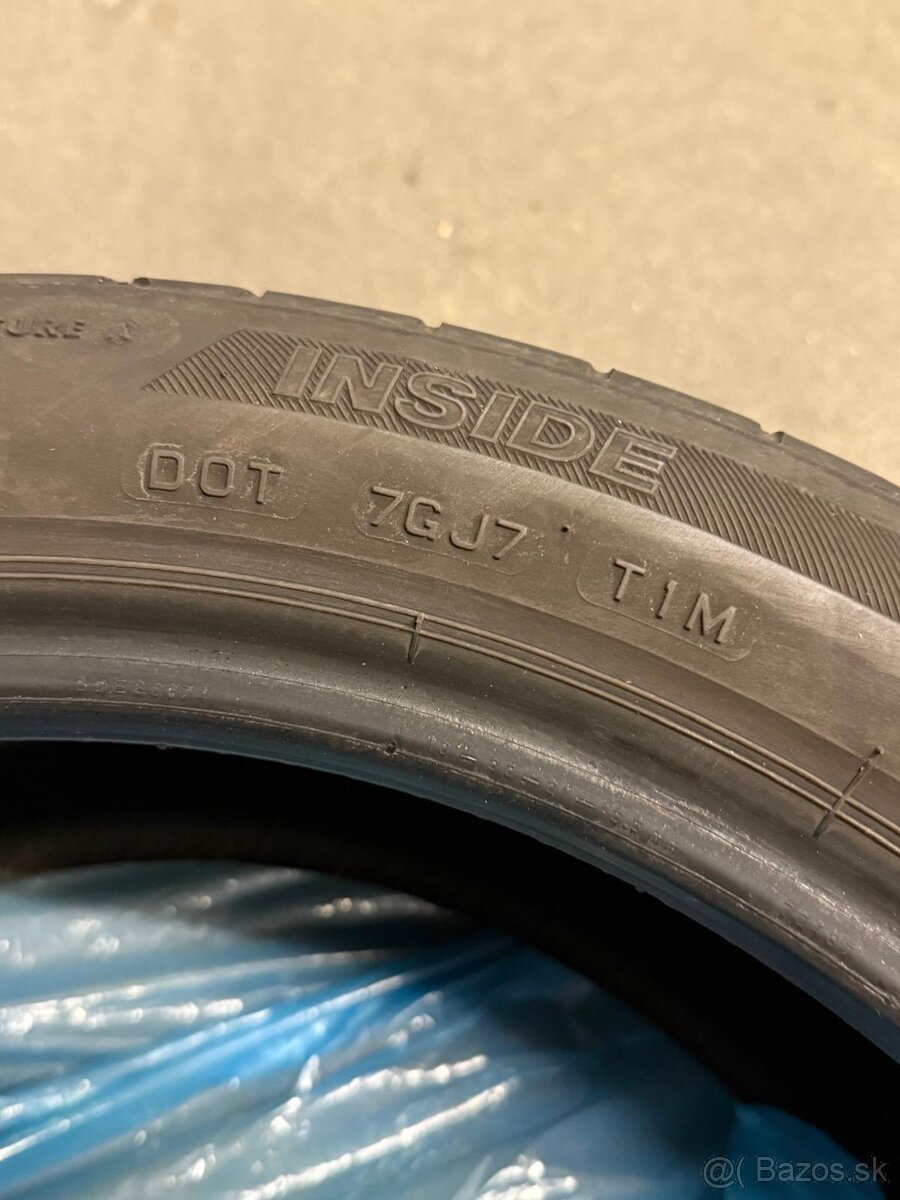 INSIDE
DOT 7GJ7 T1M
@( Bazos.sk